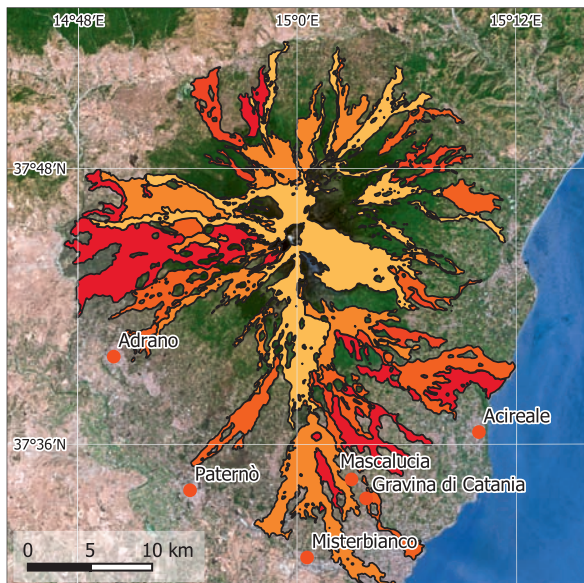 14°48'E
15°0'E
15°12'E
37°48'N
Adrano
Acireale
37°36'N
Mascalucia
Paternò
Gravina di Catania
Misterbianco
0 5 10 km